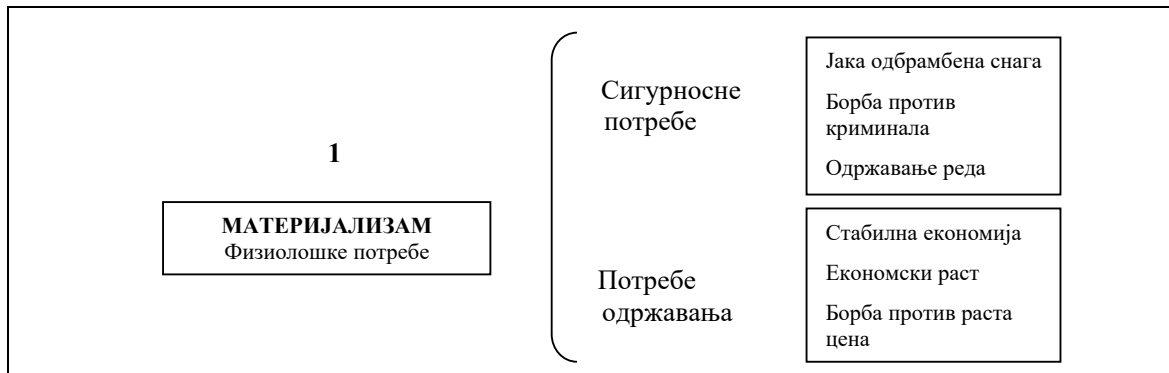 1
МАТЕРИЈАЛИЗАМ
Физиолошке потребе
Сигурносне
потребе
Јака одбрамбена снага
Борба против
криминала
Одржавање реда
Потребе
одржавања
Стабилна економија
Економски раст
Борба против раста
цена